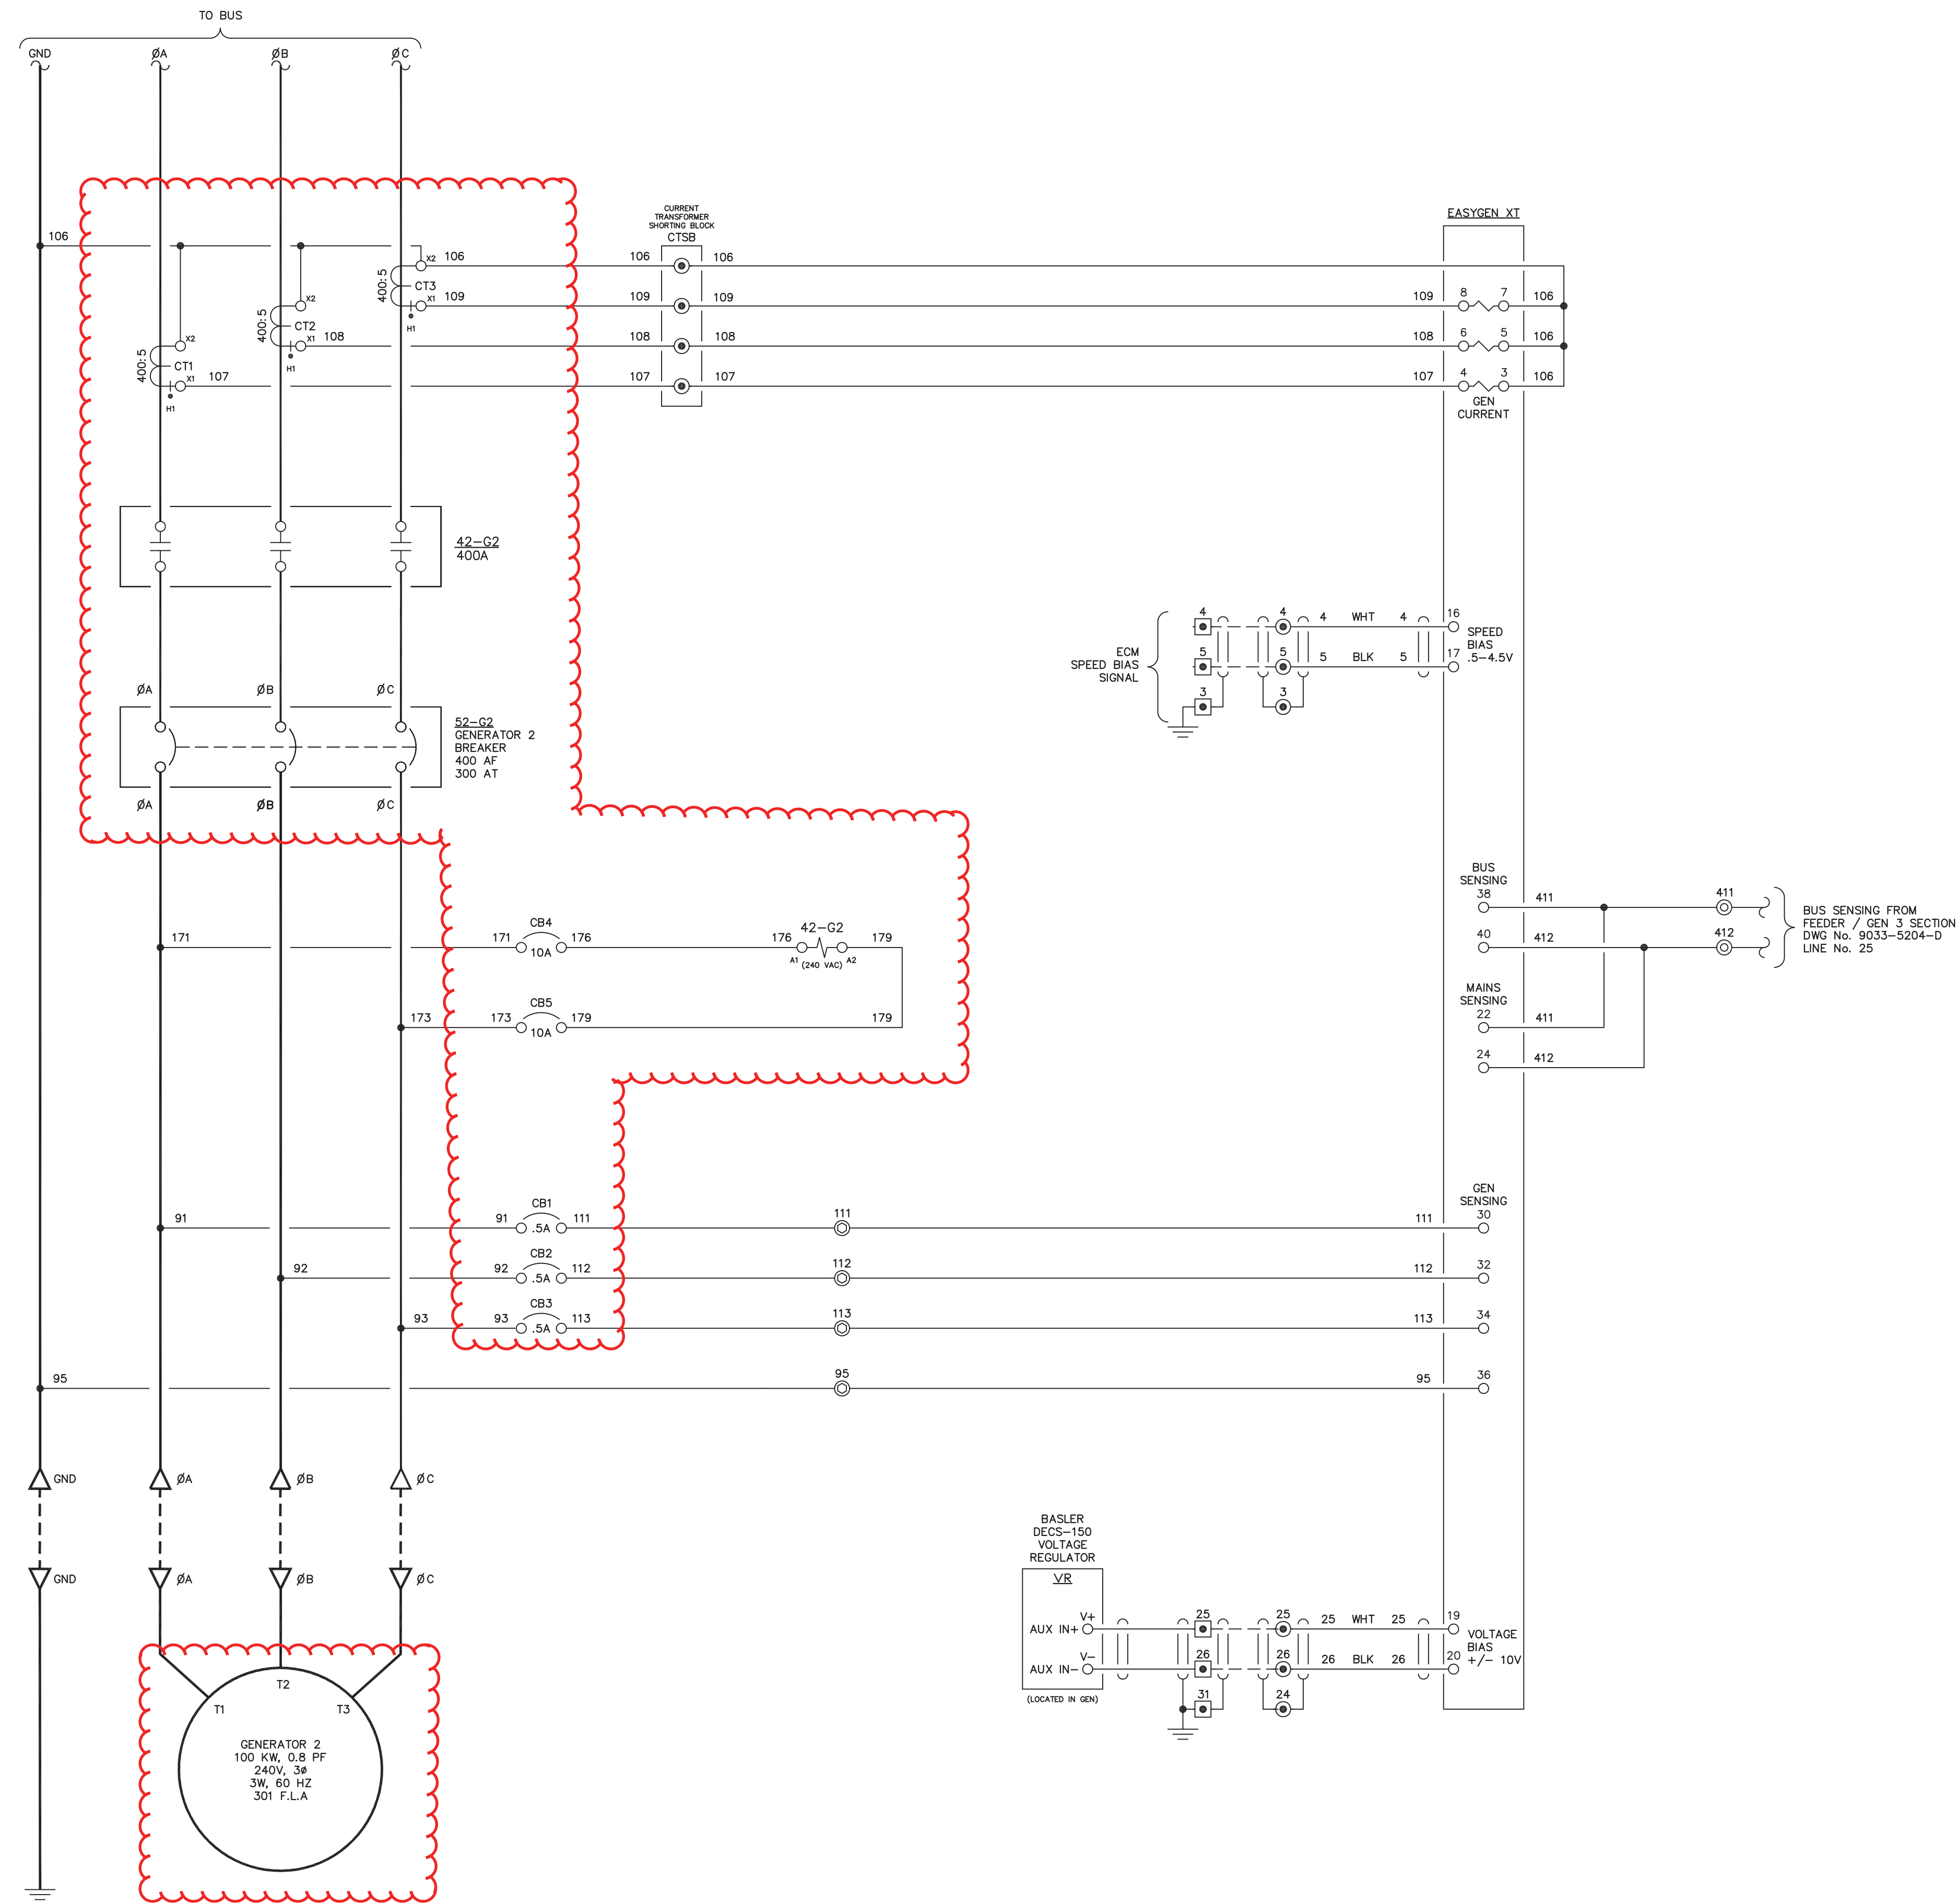 TO BUS
GND
ØA
ØB
ØC
106
X2
106
CT3
400:5
X1
109
H1
X2
CT2
400:5
X1
108
H1
X2
CT1
400:5
X1
107
H1
CURRENT
TRANSFORMER
SHORTING BLOCK
CTSB
106
106
109
109
108
108
107
107
EASYGEN XT
109
8
7
106
108
6
5
106
107
4
3
106
GEN
CURRENT
42-G2
400A
ØA
ØB
ØC
52-G2
GENERATOR 2
BREAKER
400 AF
300 AT
ØA
ØB
ØC
ECM
SPEED BIAS
SIGNAL
4
4
4
WHT
4
16
5
5
5
BLK
5
17
3
3
SPEED
BIAS
.5-4.5V
171
171
CB4
10A
176
176
42-G2
A1
(240 VAC)
A2
179
173
173
CB5
10A
179
179
BUS
SENSING
38
411
411
40
412
412
BUS SENSING FROM
FEEDER / GEN 3 SECTION
DWG No. 9033-5204-D
LINE No. 25
MAINS
SENSING
22
411
24
412
91
91
CB1
.5A
111
111
111
GEN
SENSING
30
92
92
CB2
.5A
112
112
112
32
93
93
CB3
.5A
113
113
113
34
95
95
95
36
GND
ØA
ØB
ØC
GND
ØA
ØB
ØC
T1
T2
T3
GENERATOR 2
100 KW, 0.8 PF
240V, 3ø
3W, 60 HZ
301 F.L.A
BASLER
DECS-150
VOLTAGE
REGULATOR
VR
V+
AUX IN+
V-
AUX IN-
(LOCATED IN GEN)
25
25
25
WHT
25
19
26
26
26
BLK
26
20
31
24
VOLTAGE
BIAS
+/- 10V